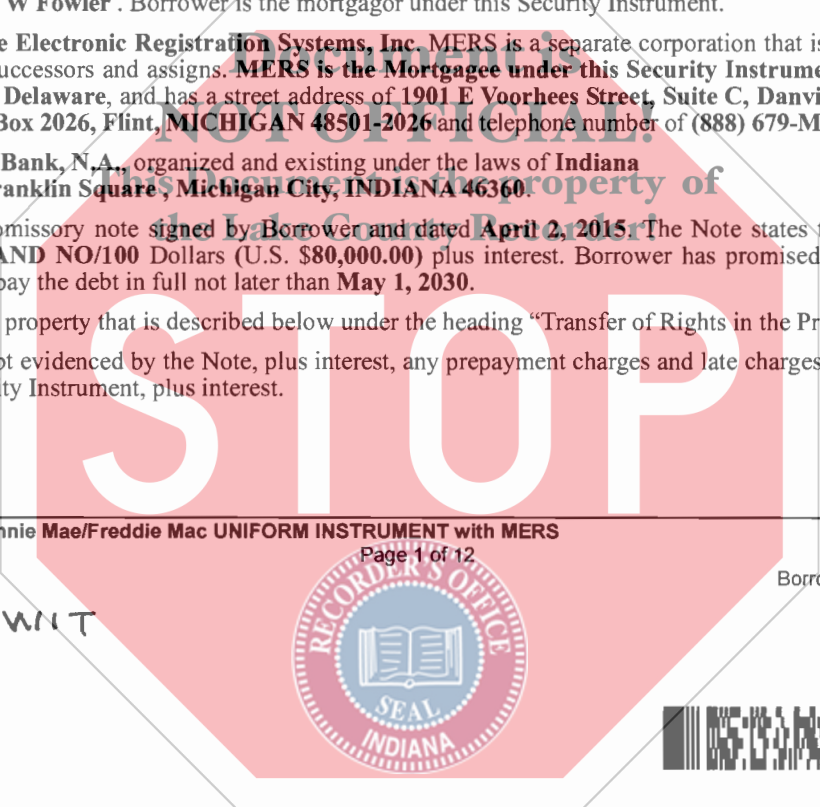 W Fowler . Borrower is the mortgagor under this Security Instrument.
Document is
e Electronic Registration Systems, Inc. MERS is a separate corporation that is
uccessors and assigns. MERS is the Mortgagee under this Security Instrume
Delaware, and has a street address of 1901 E Voorhees Street, Suite C, Danvi
Box 2026, Flint, MICHIGAN 48501-2026 and telephone number of (888) 679-M
NOT OFFICIAL!
Bank, N.A., organized and existing under the laws of Indiana
ranklin Square , Michigan City, INDIANA 46360.
This Document is the property of
the Lake County Recorder!
omissory note signed by Borrower and dated April 2, 2015. The Note states t
AND NO/100 Dollars (U.S. $80,000.00) plus interest. Borrower has promised
pay the debt in full not later than May 1, 2030.
property that is described below under the heading “Transfer of Rights in the Pr
bt evidenced by the Note, plus interest, any prepayment charges and late charges
ity Instrument, plus interest.
STOP
nnie Mae/Freddie Mac UNIFORM INSTRUMENT with MERS
Page 1 of 12
Borro
RECORDER'S OFFICE
SEAL
INDIANA